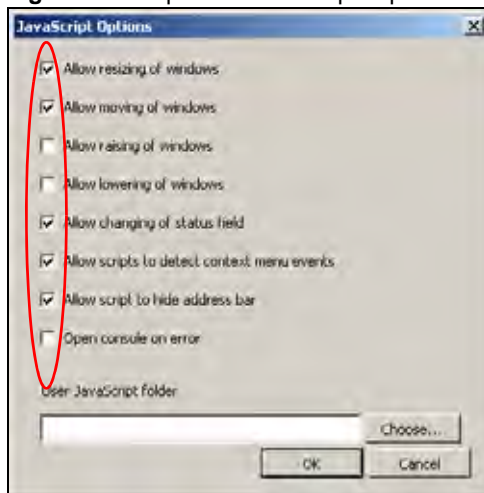 JavaScript Options
Allow resizing of windows
Allow moving of windows
Allow raising of windows
Allow lowering of windows
Allow changing of status field
Allow scripts to detect context menu events
Allow script to hide address bar
Open console on error
User JavaScript folder
Choose...
OK Cancel